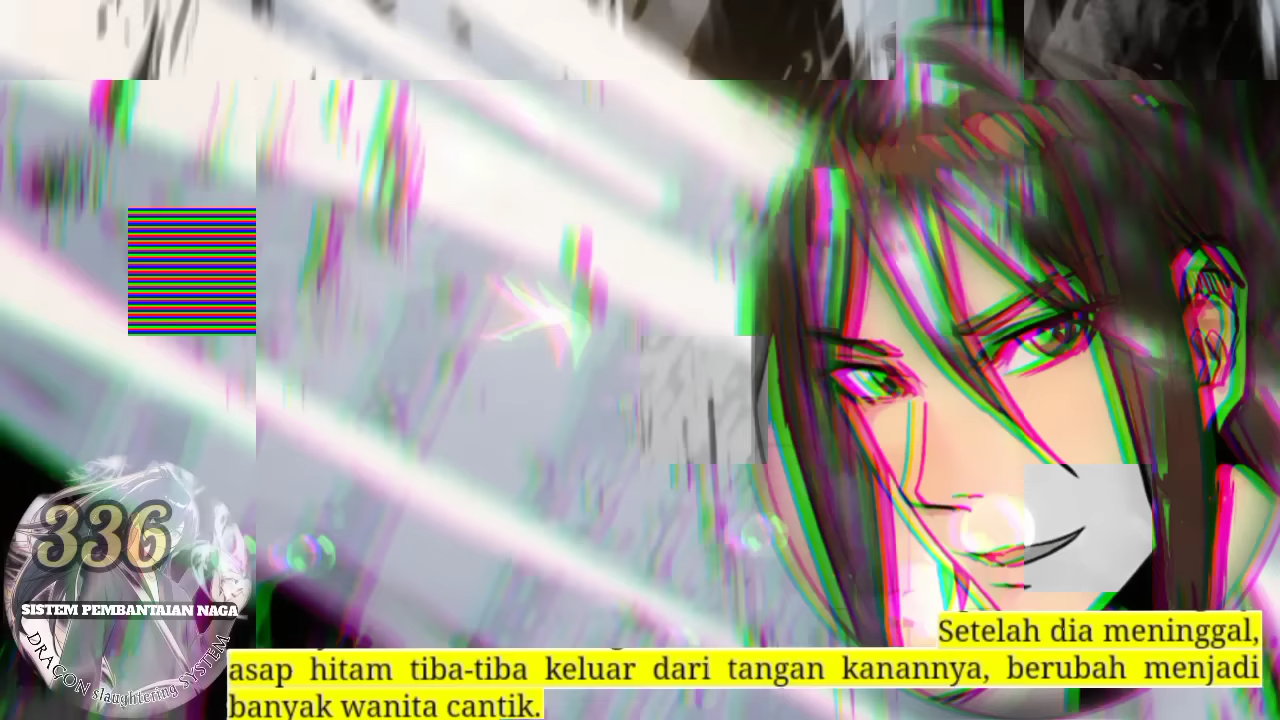 336
SISTEM PEMBANTAIAN NAGA
DRAGON slaughtering SYSTEM
Setelah dia meninggal,
asap hitam tiba-tiba keluar dari tangan kanannya, berubah menjadi
banyak wanita cantik.